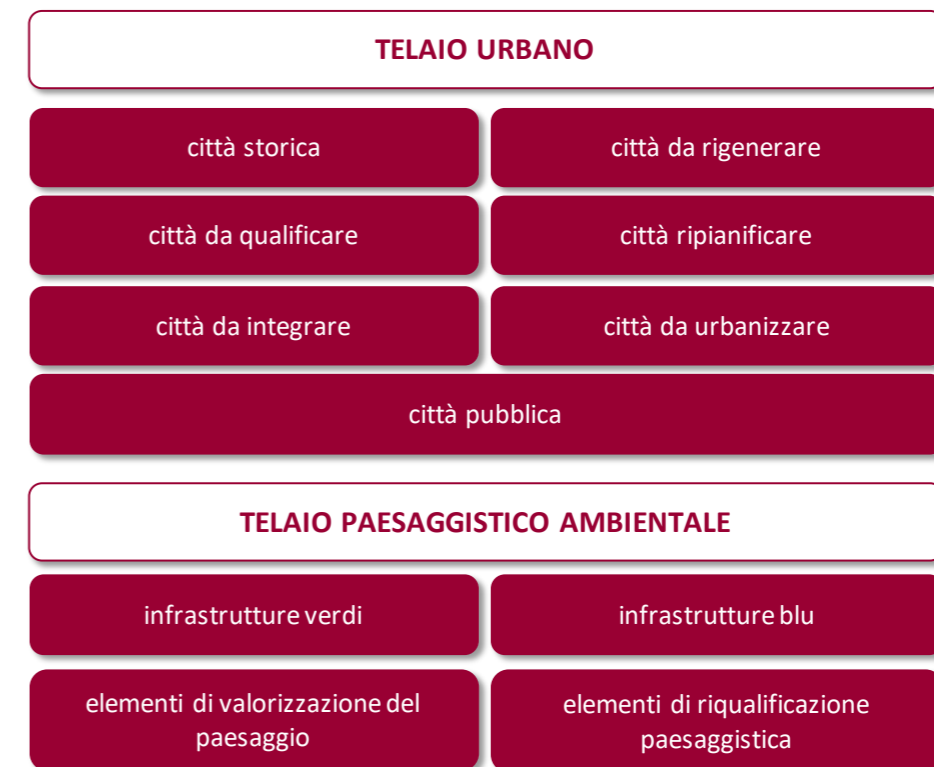 TELAIO URBANO
città storica
città da rigenerare
città da qualificare
città ripianificare
città da integrare
città da urbanizzare
città pubblica
TELAIO PAESAGGISTICO AMBIENTALE
infrastrutture verdi
infrastrutture blu
elementi di valorizzazione del
paesaggio
elementi di riqualificazione
paesaggistica